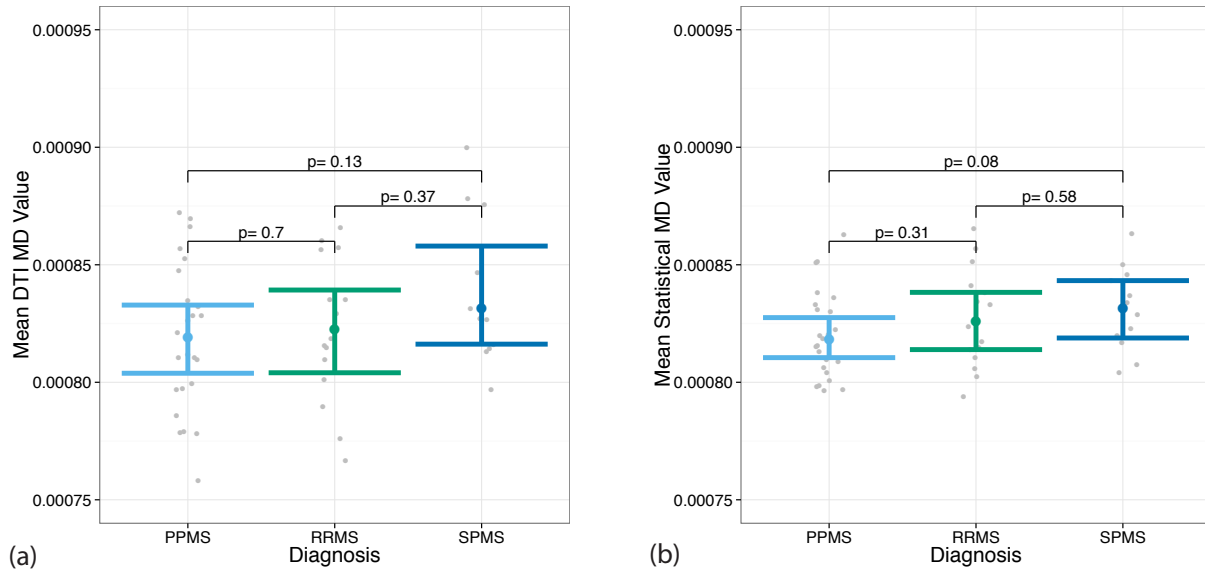 0.00095
0.00090
0.00085
0.00080
0.00075
Mean DTI MD Value
p= 0.13
p= 0.37
p= 0.7
PPMS
RRMS
SPMS
Diagnosis
(a)
0.00095
0.00090
0.00085
0.00080
0.00075
Mean Statistical MD Value
p= 0.08
p= 0.58
p= 0.31
PPMS
RRMS
SPMS
Diagnosis
(b)